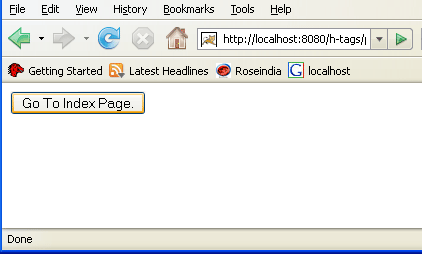 File Edit View History Bookmarks Tools Help
http://localhost:8080/h-tags/
Getting Started Latest Headlines Roseindia G localhost
Go To Index Page.
Done